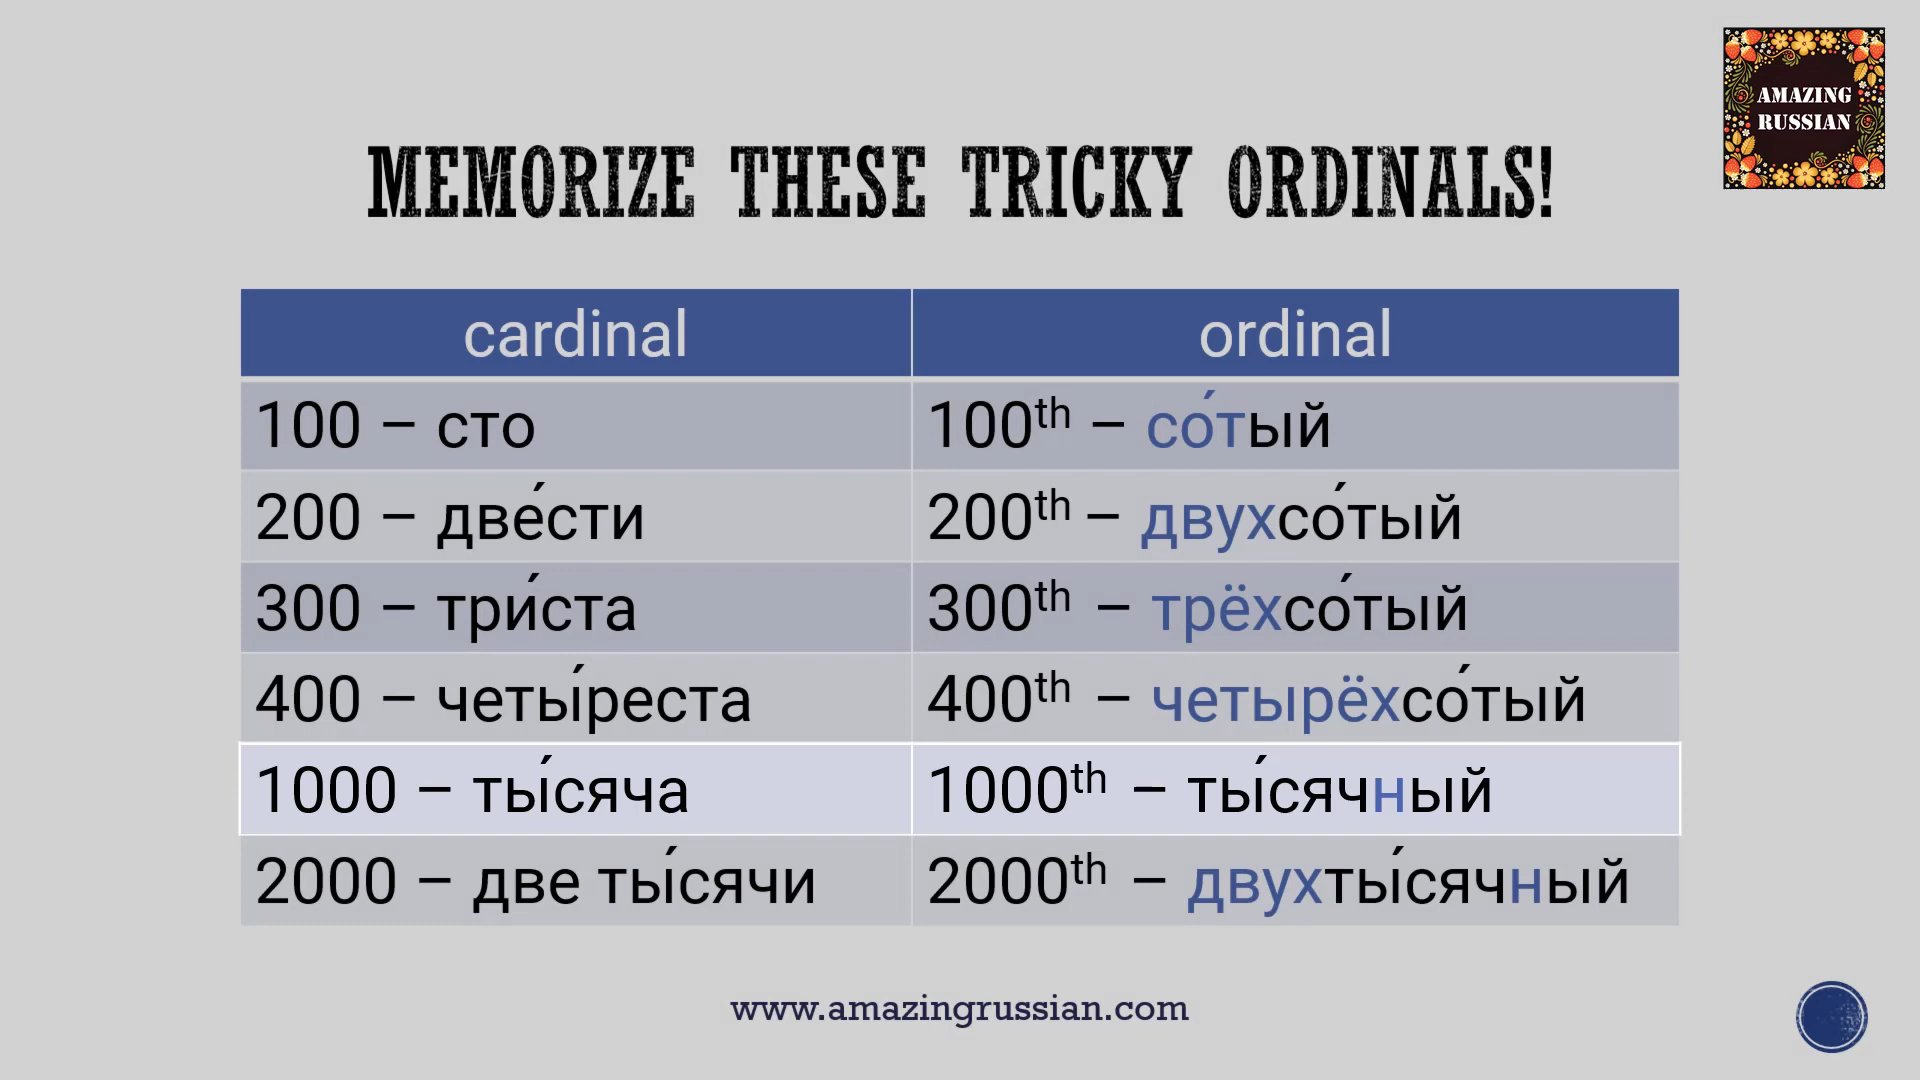 AMAZING
RUSSIAN
MEMORIZE THESE TRICKY ORDINALS!
cardinal ordinal
100 – сто 100th – со́тый
200 – две́сти 200th – двухсо́тый
300 – три́ста 300th – трёхсо́тый
400 – четы́реста 400th – четырёхсо́тый
1000 – ты́сяча 1000th – ты́сячный
2000 – две ты́сячи 2000th – двухты́сячный
www.amazingrussian.com